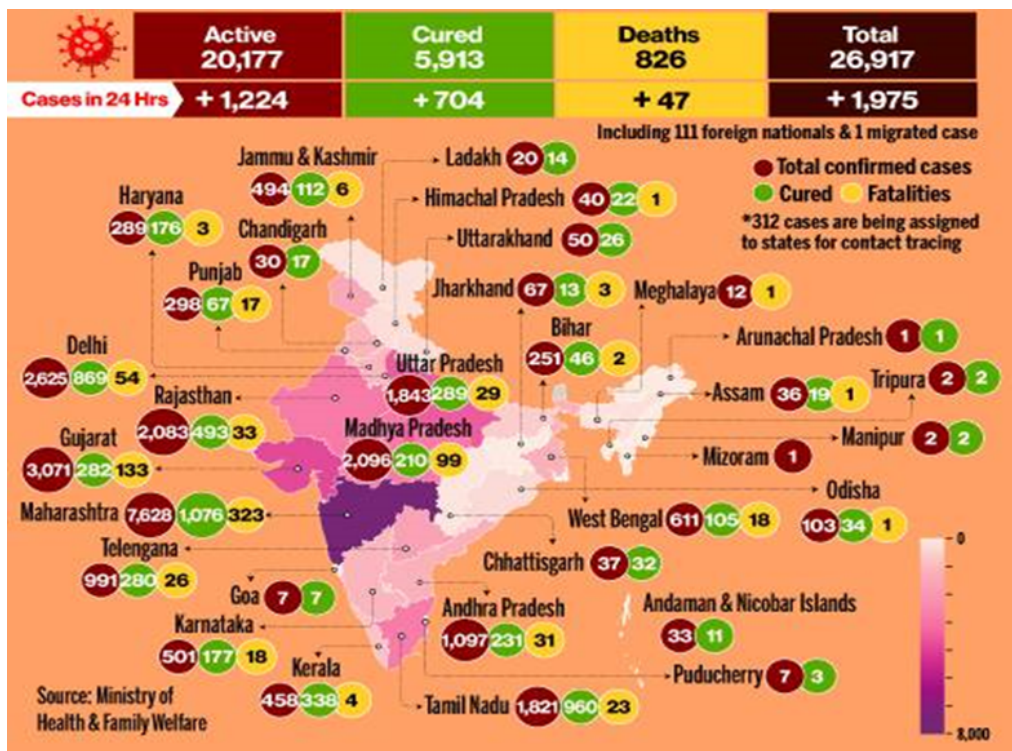 Active
20,177
Cured
5,913
Deaths
826
Total
26,917
Cases in 24 Hrs
+ 1,224
+ 704
+ 47
+ 1,975
Including 111 foreign nationals & 1 migrated case
Total confirmed cases
Cured Fatalities
*312 cases are being assigned
to states for contact tracing
Ladakh 20 14
Jammu & Kashmir
494 112 6
Himachal Pradesh 40 22 1
Haryana
289 176 3
Chandigarh
30 17
Uttarakhand 50 26
Punjab
298 67 17
Jharkhand 67 13 3
Meghalaya 12 1
Bihar
251 46 2
Arunachal Pradesh 1 1
Delhi
2,625 869 54
Uttar Pradesh
1,843 289 29
Assam 36 19 1
Tripura 2 2
Rajasthan
2,083 493 33
Madhya Pradesh
2,096 210 99
Manipur 2 2
Gujarat
3,071 282 133
Mizoram 1
Odisha
103 34 1
Maharashtra 7,628 1,076 323
West Bengal 611 105 18
Telengana
991 280 26
Chhattisgarh 37 32
Goa 7 7
Andhra Pradesh
1,097 231 31
Andaman & Nicobar Islands
33 11
Karnataka
501 177 18
Kerala
458 338 4
Puducherry 7 3
Tamil Nadu 1,821 960 23
Source: Ministry of
Health & Family Welfare
0
8,000